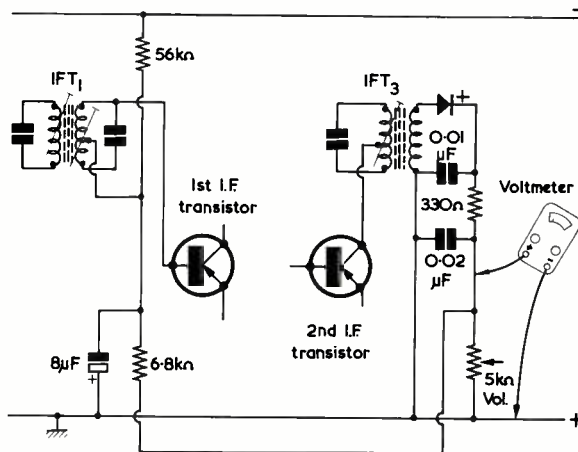 −
56kΩ
IFT1
IFT3
+
0·01
µF
1st I.F.
transistor
330Ω
Voltmeter
+
−
0·02
µF
2nd I.F.
transistor
8µF
+
6·8kΩ
5kΩ
Vol.
+